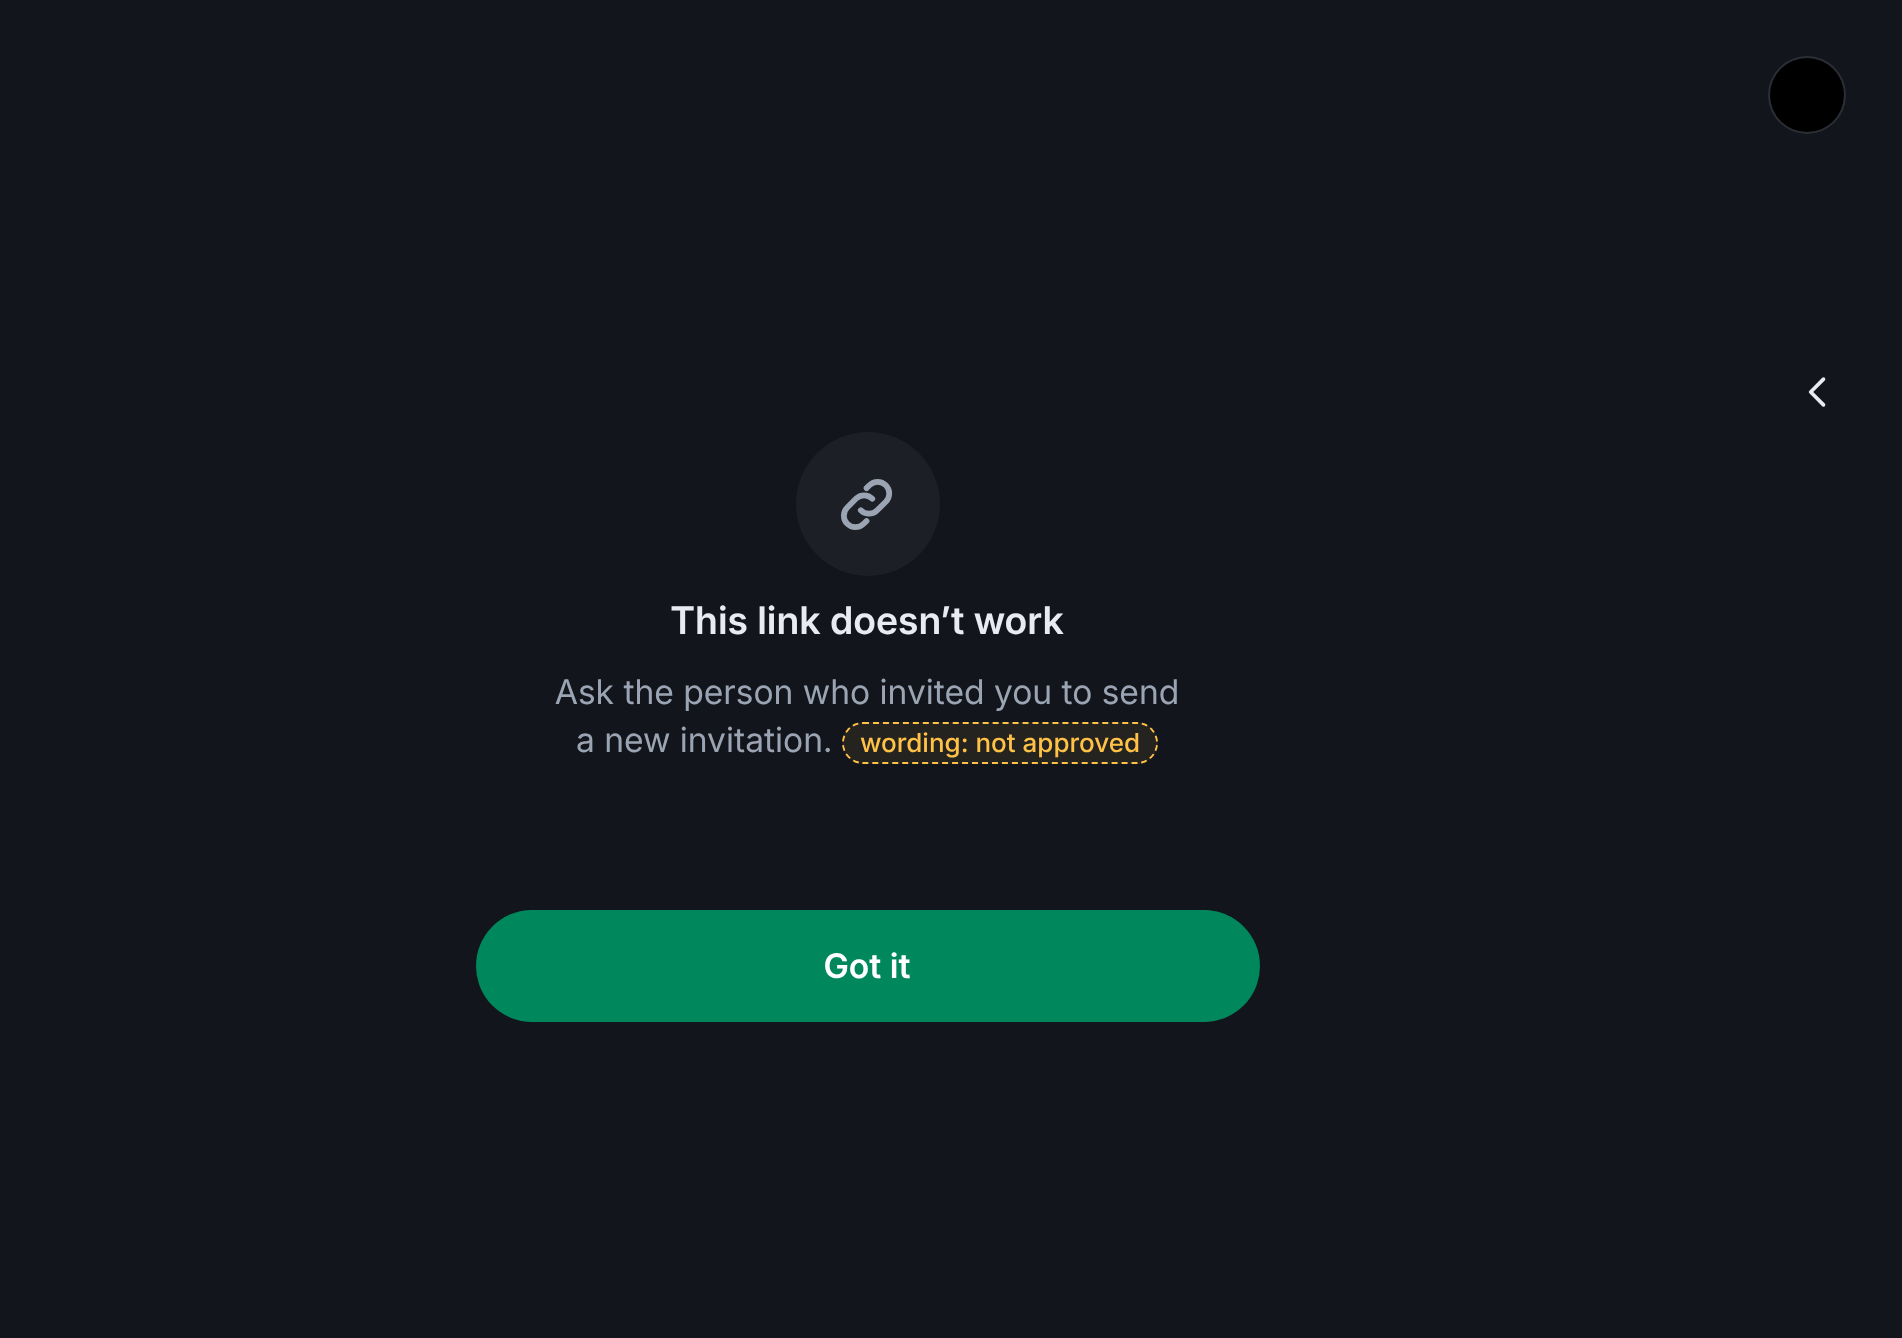 This link doesn’t work
Ask the person who invited you to send
a new invitation. wording: not approved
Got it